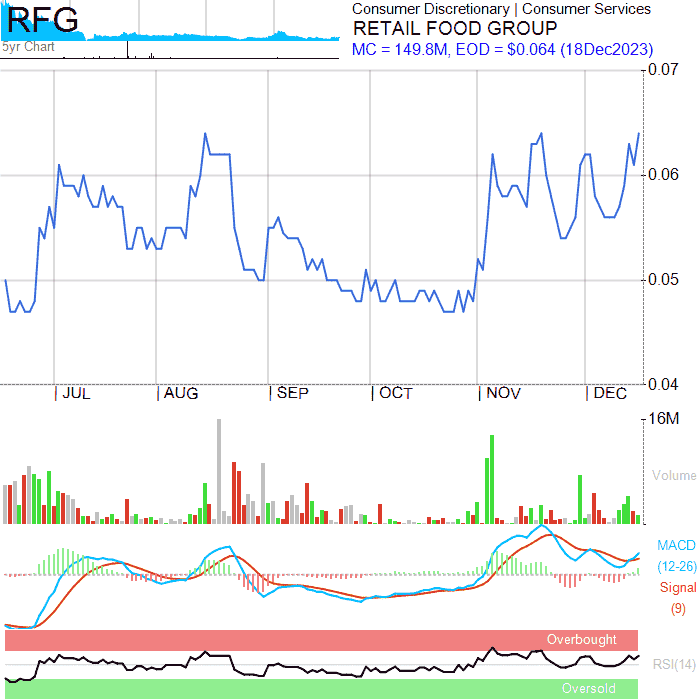 RFG
5yr Chart
Consumer Discretionary | Consumer Services
RETAIL FOOD GROUP
MC = 149.8M, EOD = $0.064 (18Dec2023)
0.07
0.06
0.05
0.04
| JUL | AUG | SEP | OCT | NOV | DEC
16M
Volume
MACD
(12-26)
Signal
(9)
Overbought
RSI(14)
Oversold